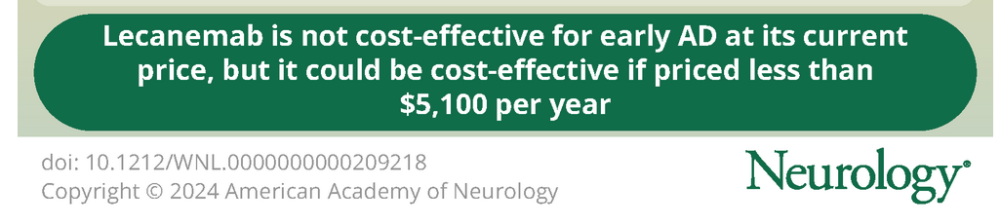 Lecanemab is not cost-effective for early AD at its current
price, but it could be cost-effective if priced less than
$5,100 per year
doi: 10.1212/WNL.0000000000209218
Copyright © 2024 American Academy of Neurology
Neurology®